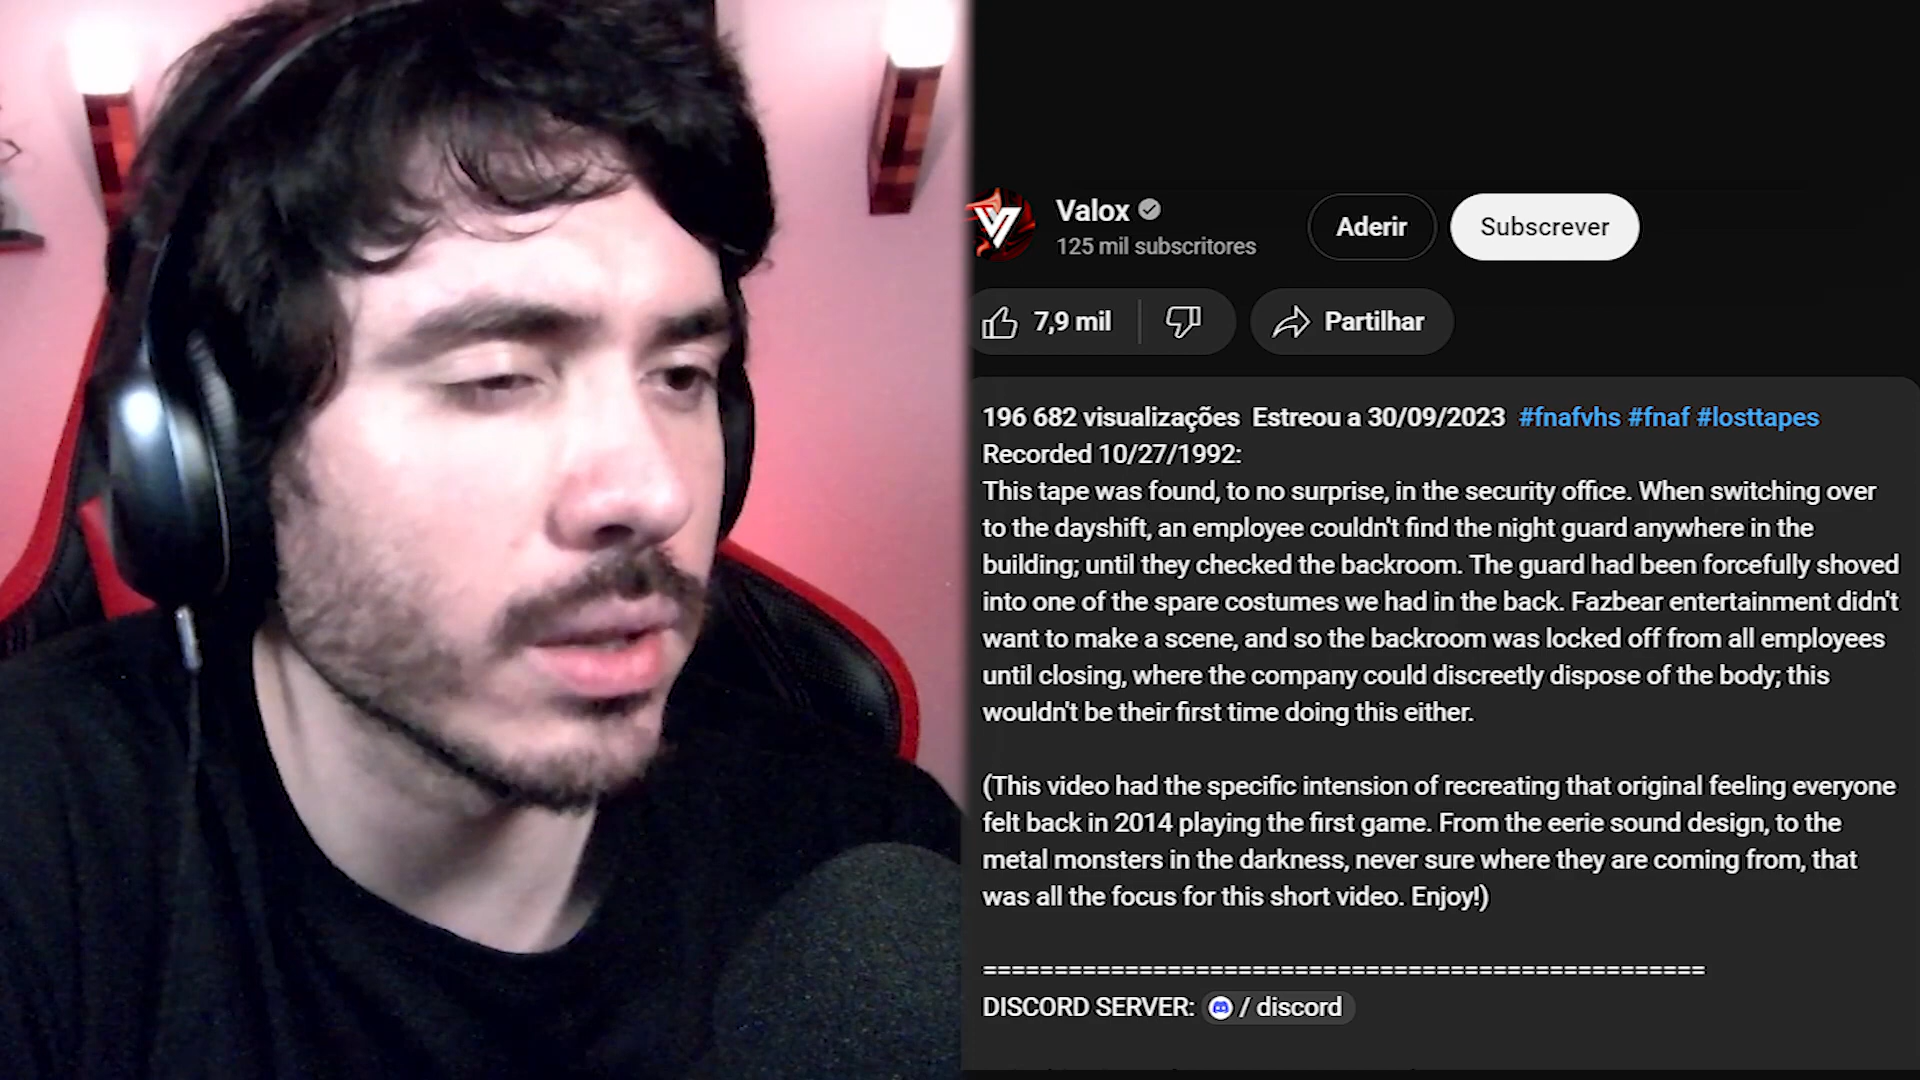 Valox
125 mil subscritores
Aderir
Subscrever
7,9 mil
Partilhar
196 682 visualizações Estreou a 30/09/2023 #fnafvhs #fnaf #losttapes
Recorded 10/27/1992:
This tape was found, to no surprise, in the security office. When switching over
to the dayshift, an employee couldn't find the night guard anywhere in the
building; until they checked the backroom. The guard had been forcefully shoved
into one of the spare costumes we had in the back. Fazbear entertainment didn't
want to make a scene, and so the backroom was locked off from all employees
until closing, where the company could discreetly dispose of the body; this
wouldn't be their first time doing this either.
(This video had the specific intension of recreating that original feeling everyone
felt back in 2014 playing the first game. From the eerie sound design, to the
metal monsters in the darkness, never sure where they are coming from, that
was all the focus for this short video. Enjoy!)
===================================================
DISCORD SERVER: / discord